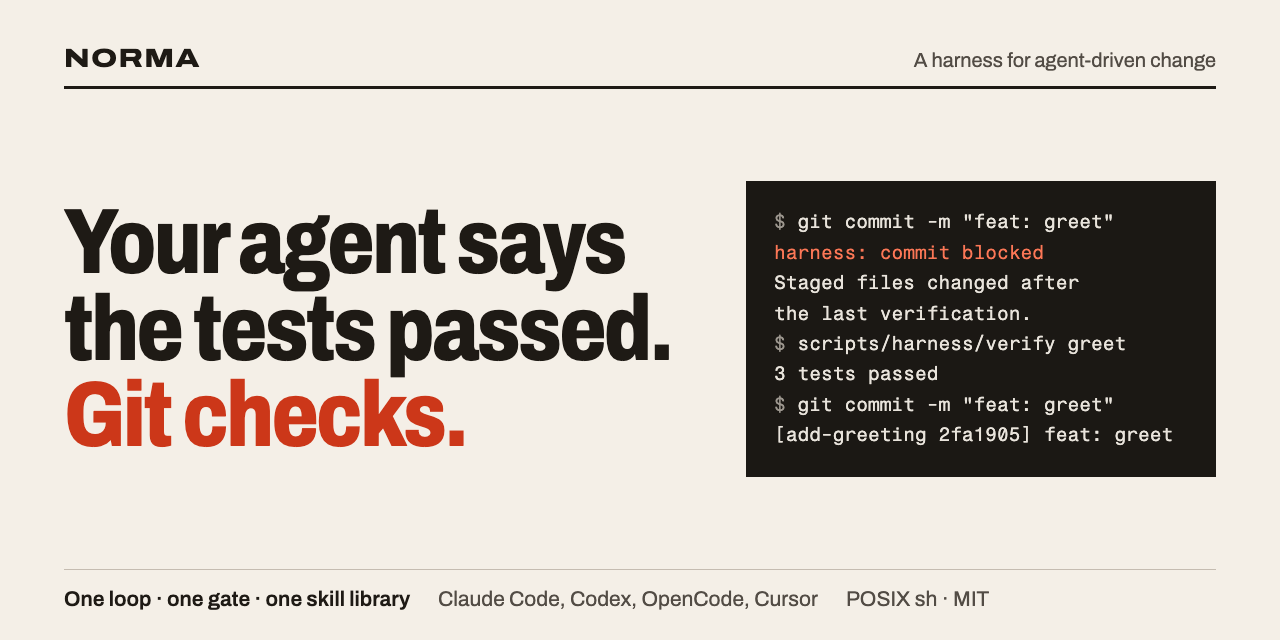 NORMA
A harness for agent-driven change
Your agent says
the tests passed.
Git checks.
$ git commit -m "feat: greet"
harness: commit blocked
Staged files changed after
the last verification.
$ scripts/harness/verify greet
3 tests passed
$ git commit -m "feat: greet"
[add-greeting 2fa1905] feat: greet
One loop · one gate · one skill library
Claude Code, Codex, OpenCode, Cursor
POSIX sh · MIT